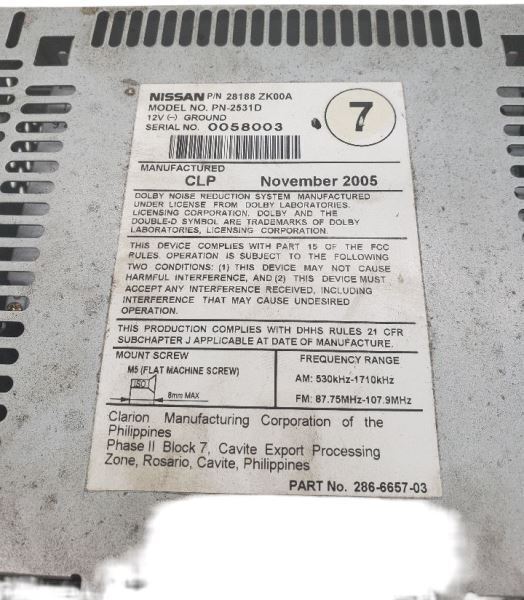 NISSAN P/N 28188 ZK00A
MODEL NO. PN-2531D
12V (−) GROUND
SERIAL NO. 0058003
7
MANUFACTURED
CLP November 2005
DOLBY NOISE REDUCTION SYSTEM MANUFACTURED
UNDER LICENSE FROM DOLBY LABORATORIES.
LICENSING CORPORATION. DOLBY AND THE
DOUBLE-D SYMBOL ARE TRADEMARKS OF DOLBY
LABORATORIES, LICENSING CORPORATION.
THIS DEVICE COMPLIES WITH PART 15 OF THE FCC
RULES OPERATION IS SUBJECT TO THE FOLLOWING
TWO CONDITIONS: (1) THIS DEVICE MAY NOT CAUSE
HARMFUL INTERFERENCE, AND (2) THIS DEVICE MUST
ACCEPT ANY INTERFERENCE RECEIVED, INCLUDING
INTERFERENCE THAT MAY CAUSE UNDESIRED
OPERATION.
THIS PRODUCTION COMPLIES WITH DHHS RULES 21 CFR
SUBCHAPTER J APPLICABLE AT DATE OF MANUFACTURE.
MOUNT SCREW
M5 (FLAT MACHINE SCREW)
ISO
8mm MAX
FREQUENCY RANGE
AM: 530kHz-1710kHz
FM: 87.75MHz-107.9MHz
Clarion Manufacturing Corporation of the
Philippines
Phase II Block 7, Cavite Export Processing
Zone, Rosario, Cavite, Philippines
PART No. 286-6657-03